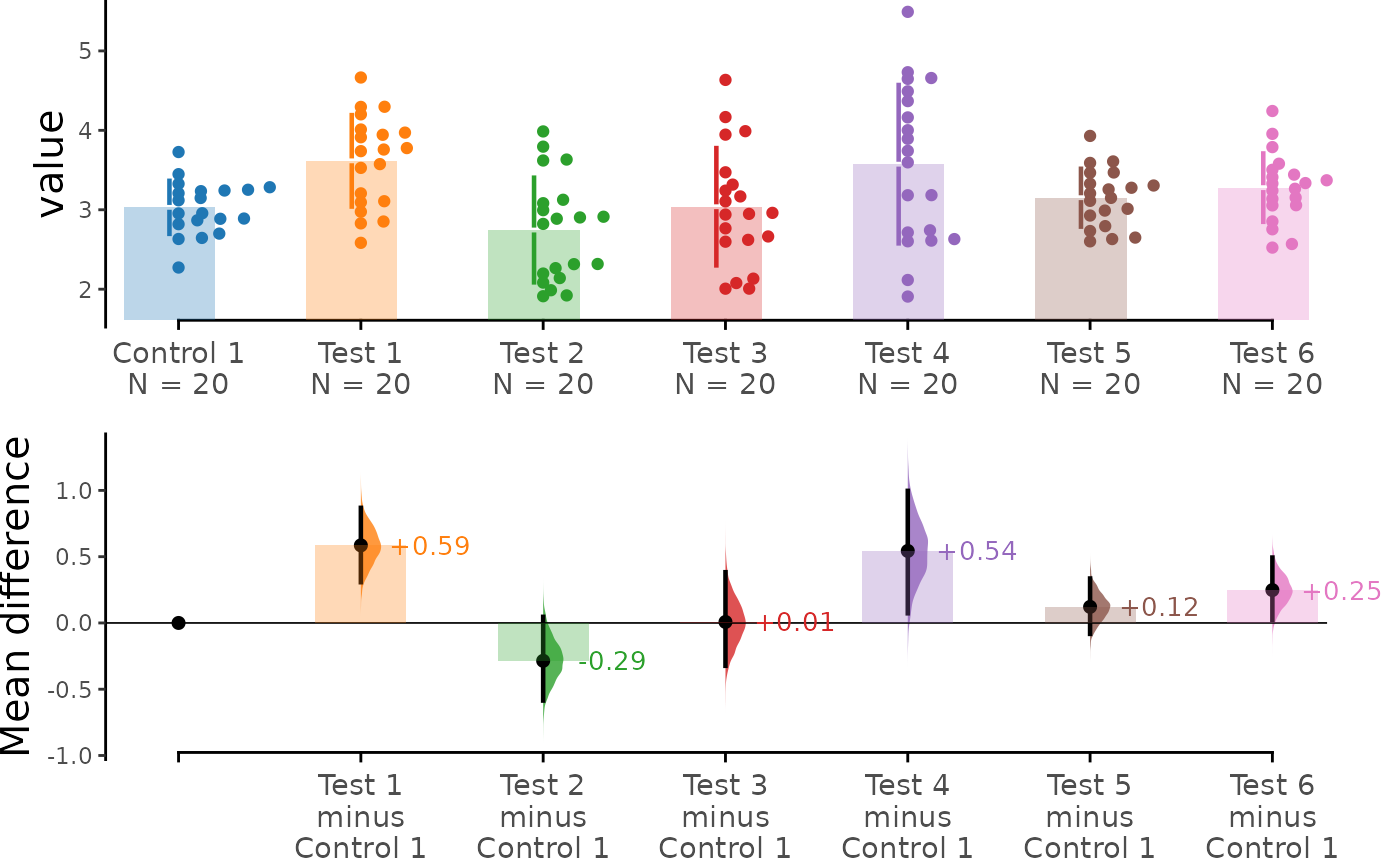 value
5
4
3
2
Control 1 Test 1 Test 2 Test 3 Test 4 Test 5 Test 6
N = 20 N = 20 N = 20 N = 20 N = 20 N = 20 N = 20
Mean difference
1.0
0.5
0.0
-0.5
-1.0
+0.59
-0.29
+0.01
+0.54
+0.12
+0.25
Test 1 Test 2 Test 3 Test 4 Test 5 Test 6
minus minus minus minus minus minus
Control 1 Control 1 Control 1 Control 1 Control 1 Control 1